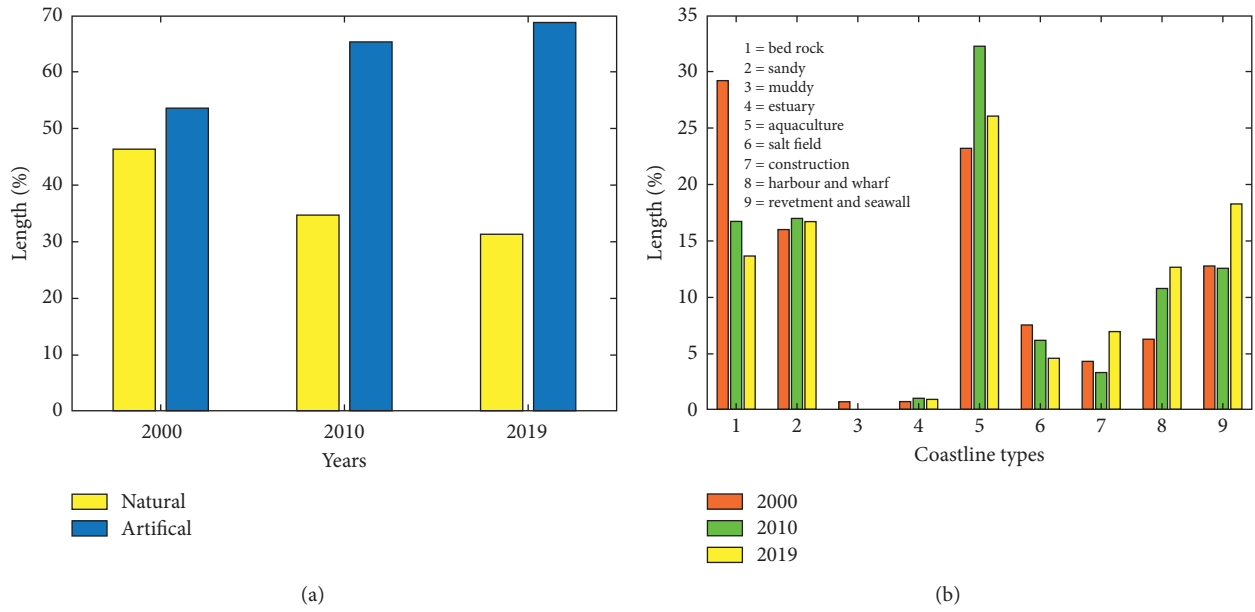 70
60
50
40
30
20
10
0
Length (%)
2000
2010
2019
Years
Natural
Artifical
(a)
35
30
25
20
15
10
5
0
Length (%)
1 = bed rock
2 = sandy
3 = muddy
4 = estuary
5 = aquaculture
6 = salt field
7 = construction
8 = harbour and wharf
9 = revetment and seawall
1
2
3
4
5
6
7
8
9
Coastline types
2000
2010
2019
(b)